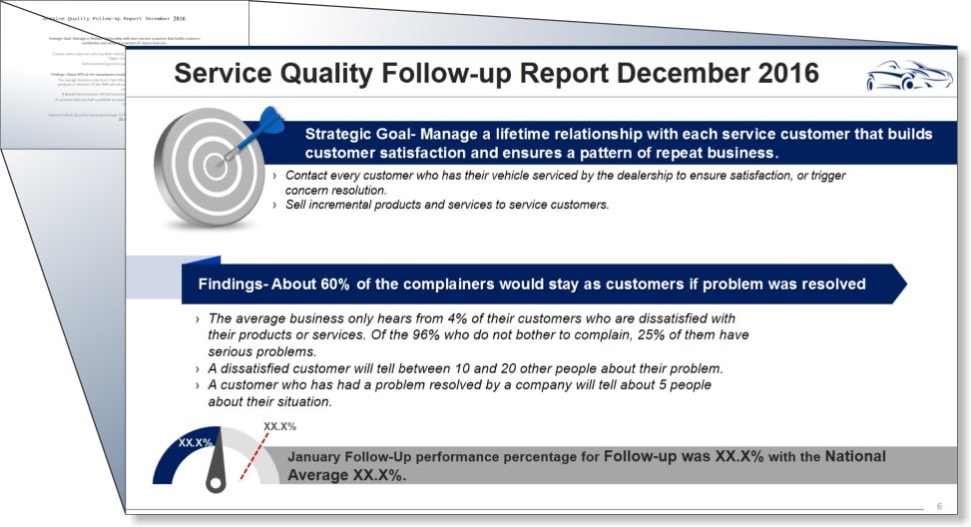 Service Quality Follow-up Report December 2016
Service Quality Follow-up Report December 2016
Strategic Goal- Manage a lifetime relationship with each service customer that builds
customer satisfaction and ensures a pattern of repeat business.
› Contact every customer who has their vehicle serviced by the dealership to ensure satisfaction, or trigger
concern resolution.
› Sell incremental products and services to service customers.
Findings- About 60% of the complainers would stay as customers if problem was resolved
› The average business only hears from 4% of their customers who are dissatisfied with
their products or services. Of the 96% who do not bother to complain, 25% of them have
serious problems.
› A dissatisfied customer will tell between 10 and 20 other people about their problem.
› A customer who has had a problem resolved by a company will tell about 5 people
about their situation.
XX.X%
XX.X%
January Follow-Up performance percentage for Follow-up was XX.X% with the National
Average XX.X%.
6